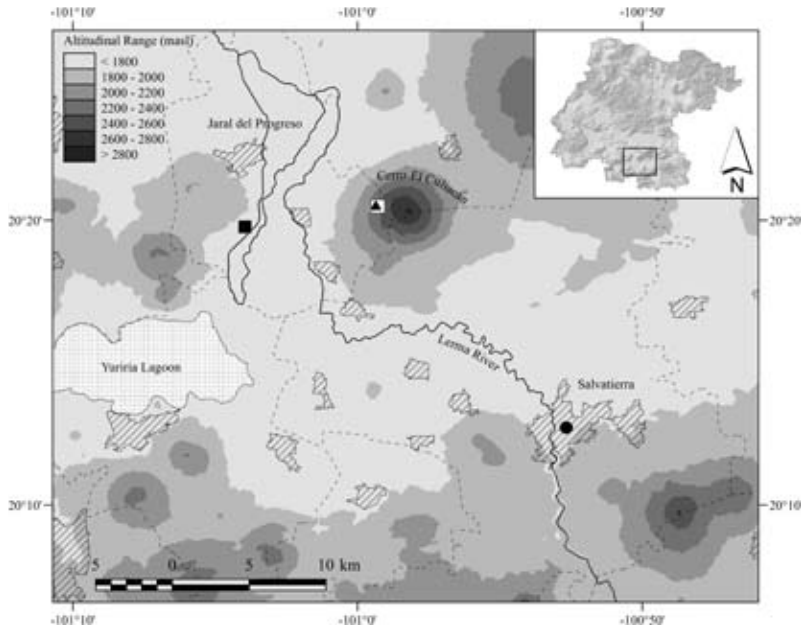 -101°10'
-101°0'
-100°50'
Altitudinal Range (masl)
< 1800
1800 - 2000
2000 - 2200
2200 - 2400
2400 - 2600
2600 - 2800
> 2800
Jaral del Progreso
Cerro El Culiacán
N
20°20'
20°20'
Yuriria Lagoon
Lerma River
Salvatierra
20°10'
20°10'
5
0
5
10 km
-101°10'
-101°0'
-100°50'